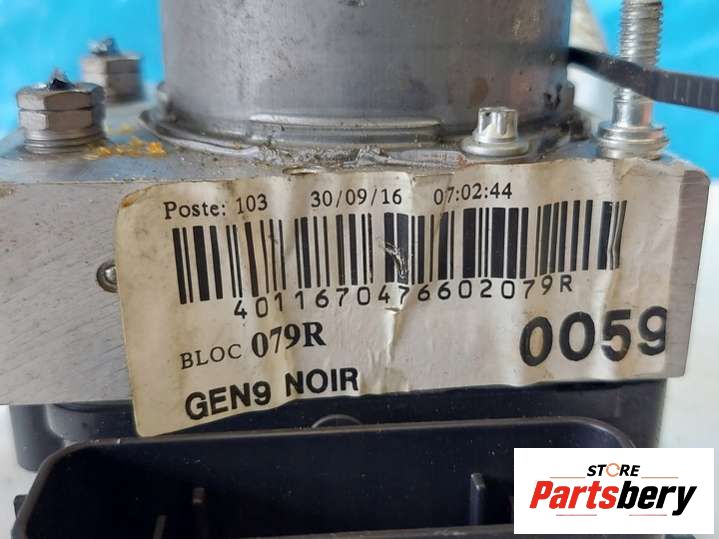 Poste: 103 30/09/16 07:02:44
4011670476602079R
BLOC 079R
0059
GEN9 NOIR
STORE
Partsbery